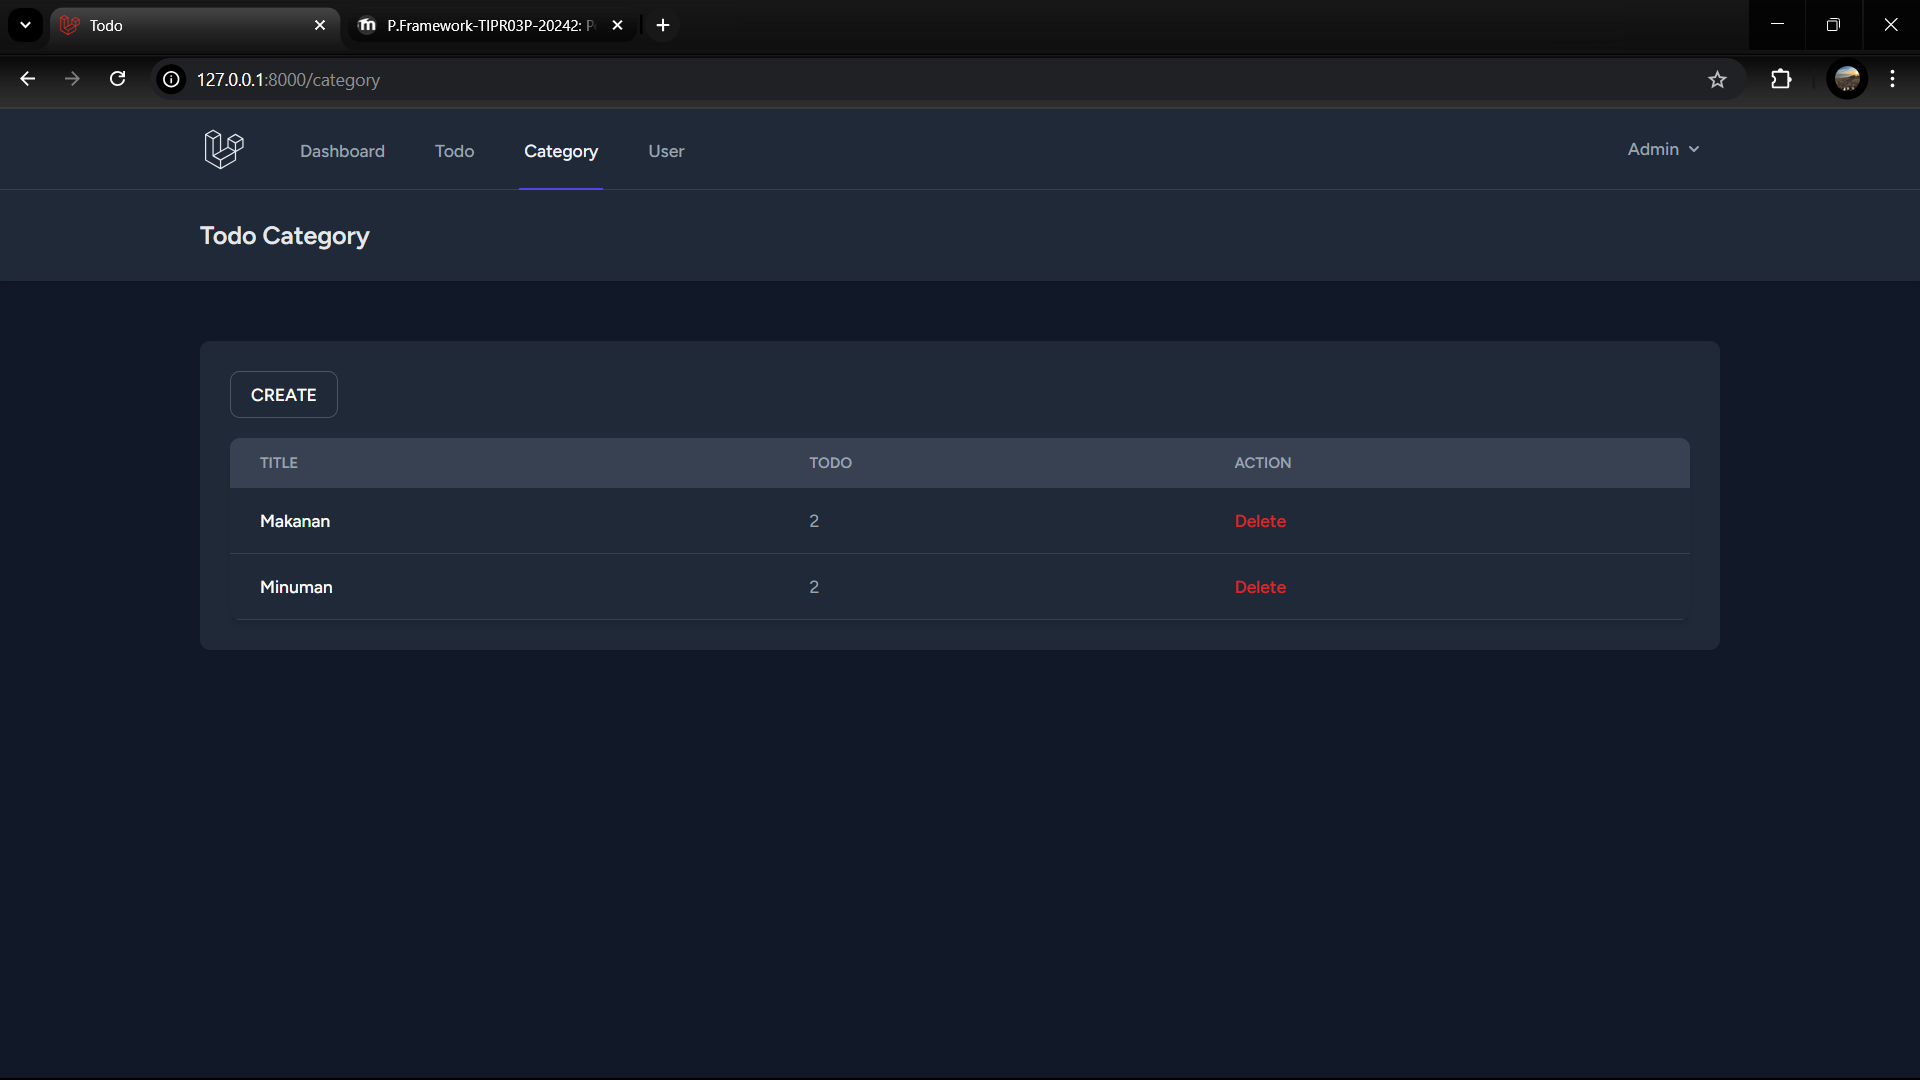 Todo
P.Framework-TIPR03P-20242: P
127.0.0.1:8000/category
Dashboard Todo Category User Admin
Todo Category
CREATE
TITLE TODO ACTION
Makanan 2 Delete
Minuman 2 Delete